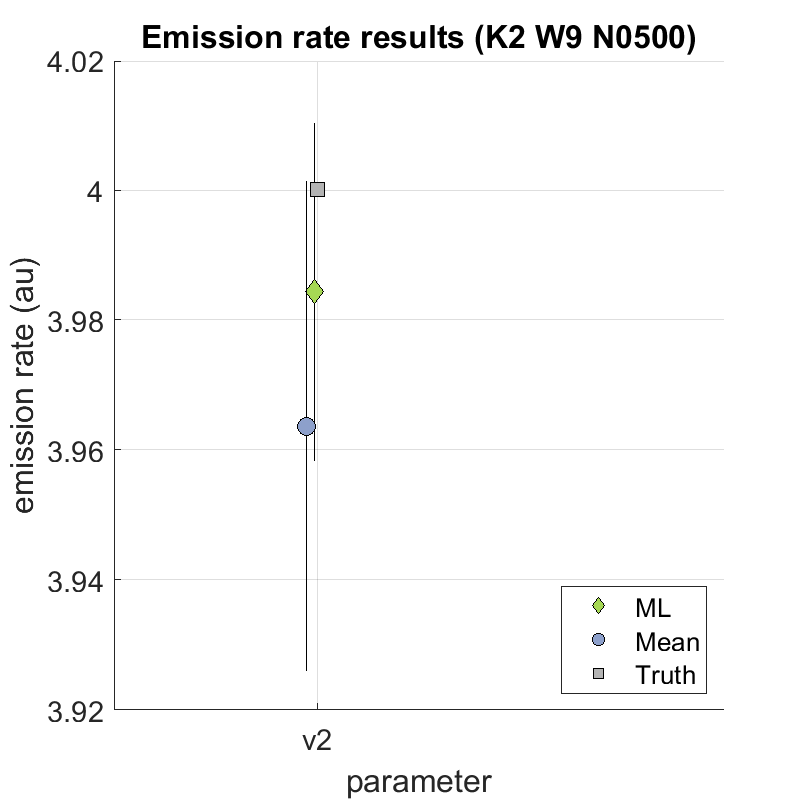 Emission rate results (K2 W9 N0500)
4.02
4
3.98
3.96
3.94
3.92
emission rate (au)
v2
parameter
ML
Mean
Truth